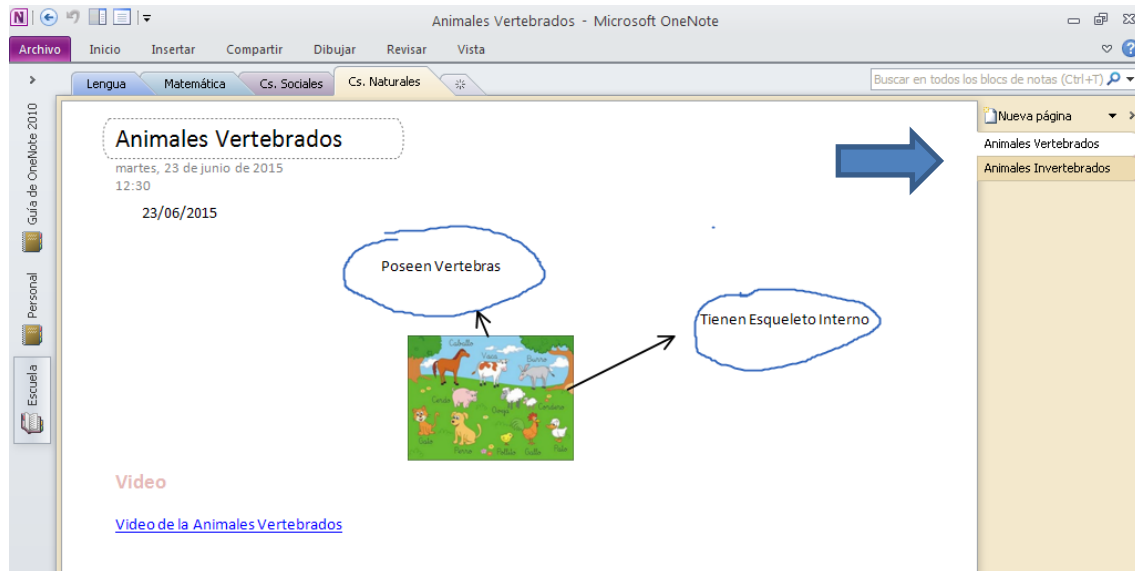 Animales Vertebrados - Microsoft OneNote
Archivo Inicio Insertar Compartir Dibujar Revisar Vista
Lengua Matemática Cs. Sociales Cs. Naturales
Buscar en todos los blocs de notas (Ctrl+T)
Guía de OneNote 2010
Personal
Escuela
Animales Vertebrados
martes, 23 de junio de 2015
12:30
23/06/2015
Poseen Vertebras
Tienen Esqueleto Interno
Caballo Vaca Burro
Cerdo Oveja Cordero
Gato Perro Pollito Gallo Pato
Video
Video de la Animales Vertebrados
Nueva página
Animales Vertebrados
Animales Invertebrados